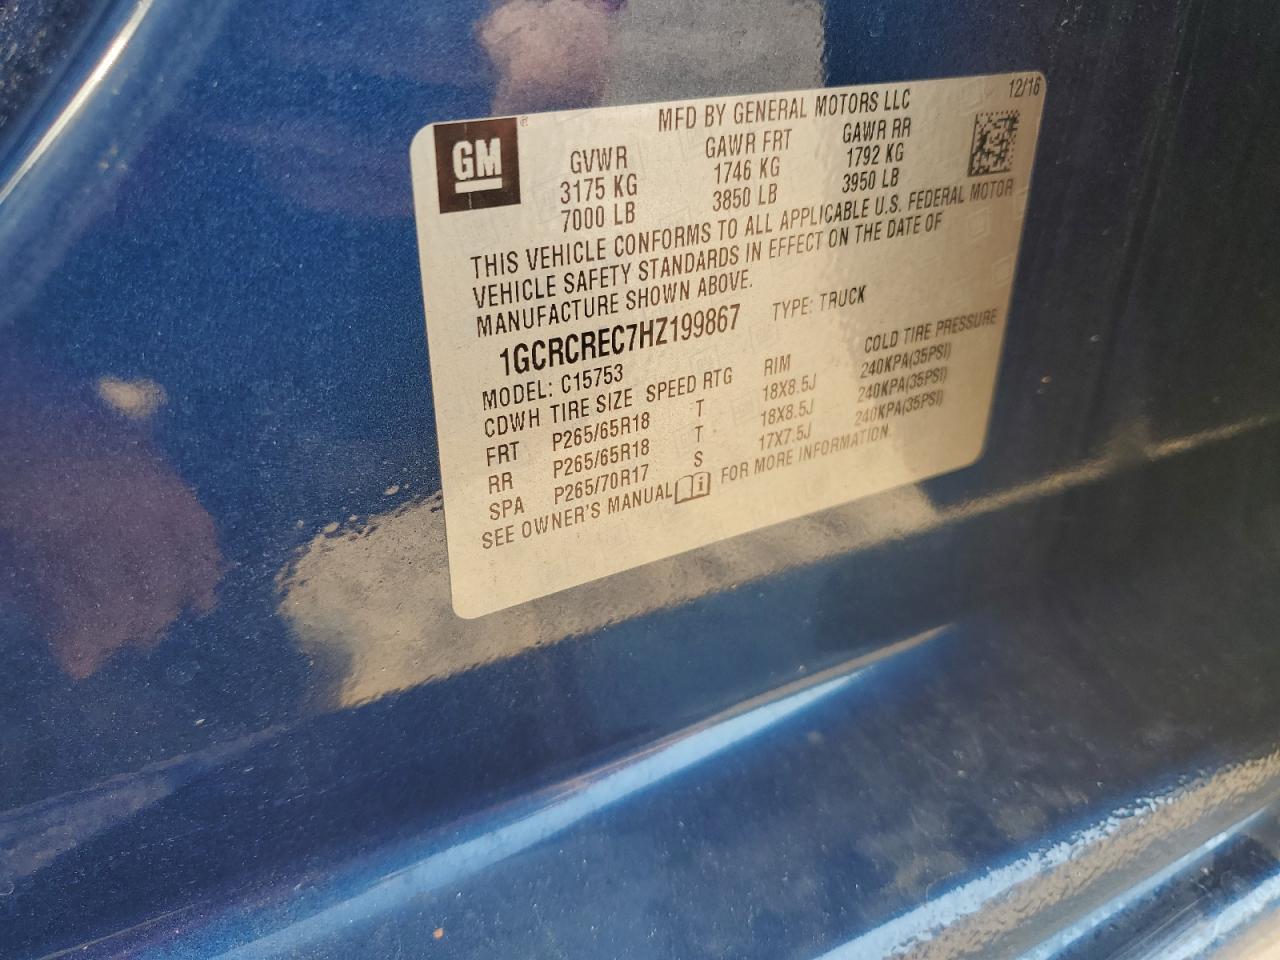 12/16
MFD BY GENERAL MOTORS LLC
GM®
GVWR GAWR FRT GAWR RR
3175 KG 1746 KG 1792 KG
7000 LB 3850 LB 3950 LB
THIS VEHICLE CONFORMS TO ALL APPLICABLE U.S. FEDERAL MOTOR
VEHICLE SAFETY STANDARDS IN EFFECT ON THE DATE OF
MANUFACTURE SHOWN ABOVE.
1GCRCREC7HZ199867 TYPE: TRUCK
MODEL: C15753
CDWH TIRE SIZE SPEED RTG RIM COLD TIRE PRESSURE
FRT P265/65R18 T 18X8.5J 240KPA(35PSI)
RR P265/65R18 T 18X8.5J 240KPA(35PSI)
SPA P265/70R17 S 17X7.5J 240KPA(35PSI)
SEE OWNER'S MANUAL FOR MORE INFORMATION.